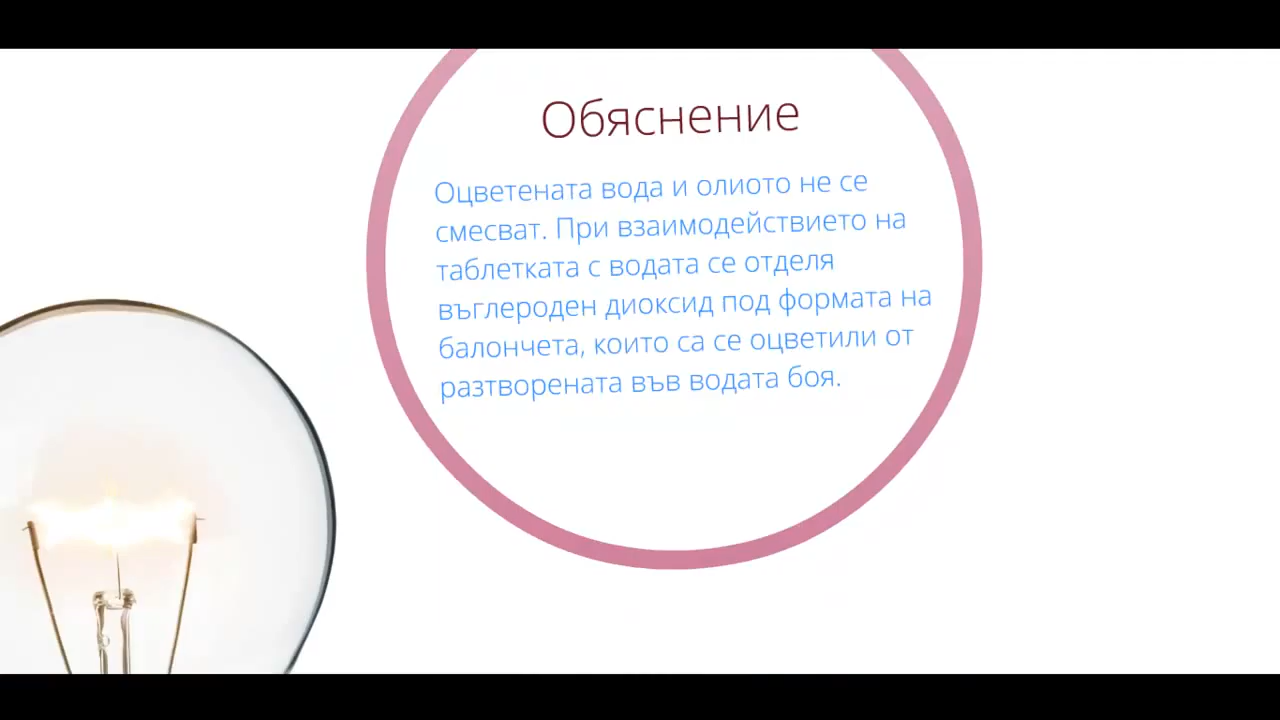 Обяснение
Оцветената вода и олиото не се
смесват. При взаимодействието на
таблетката с водата се отделя
въглероден диоксид под формата на
балончета, които са се оцветили от
разтворената във водата боя.